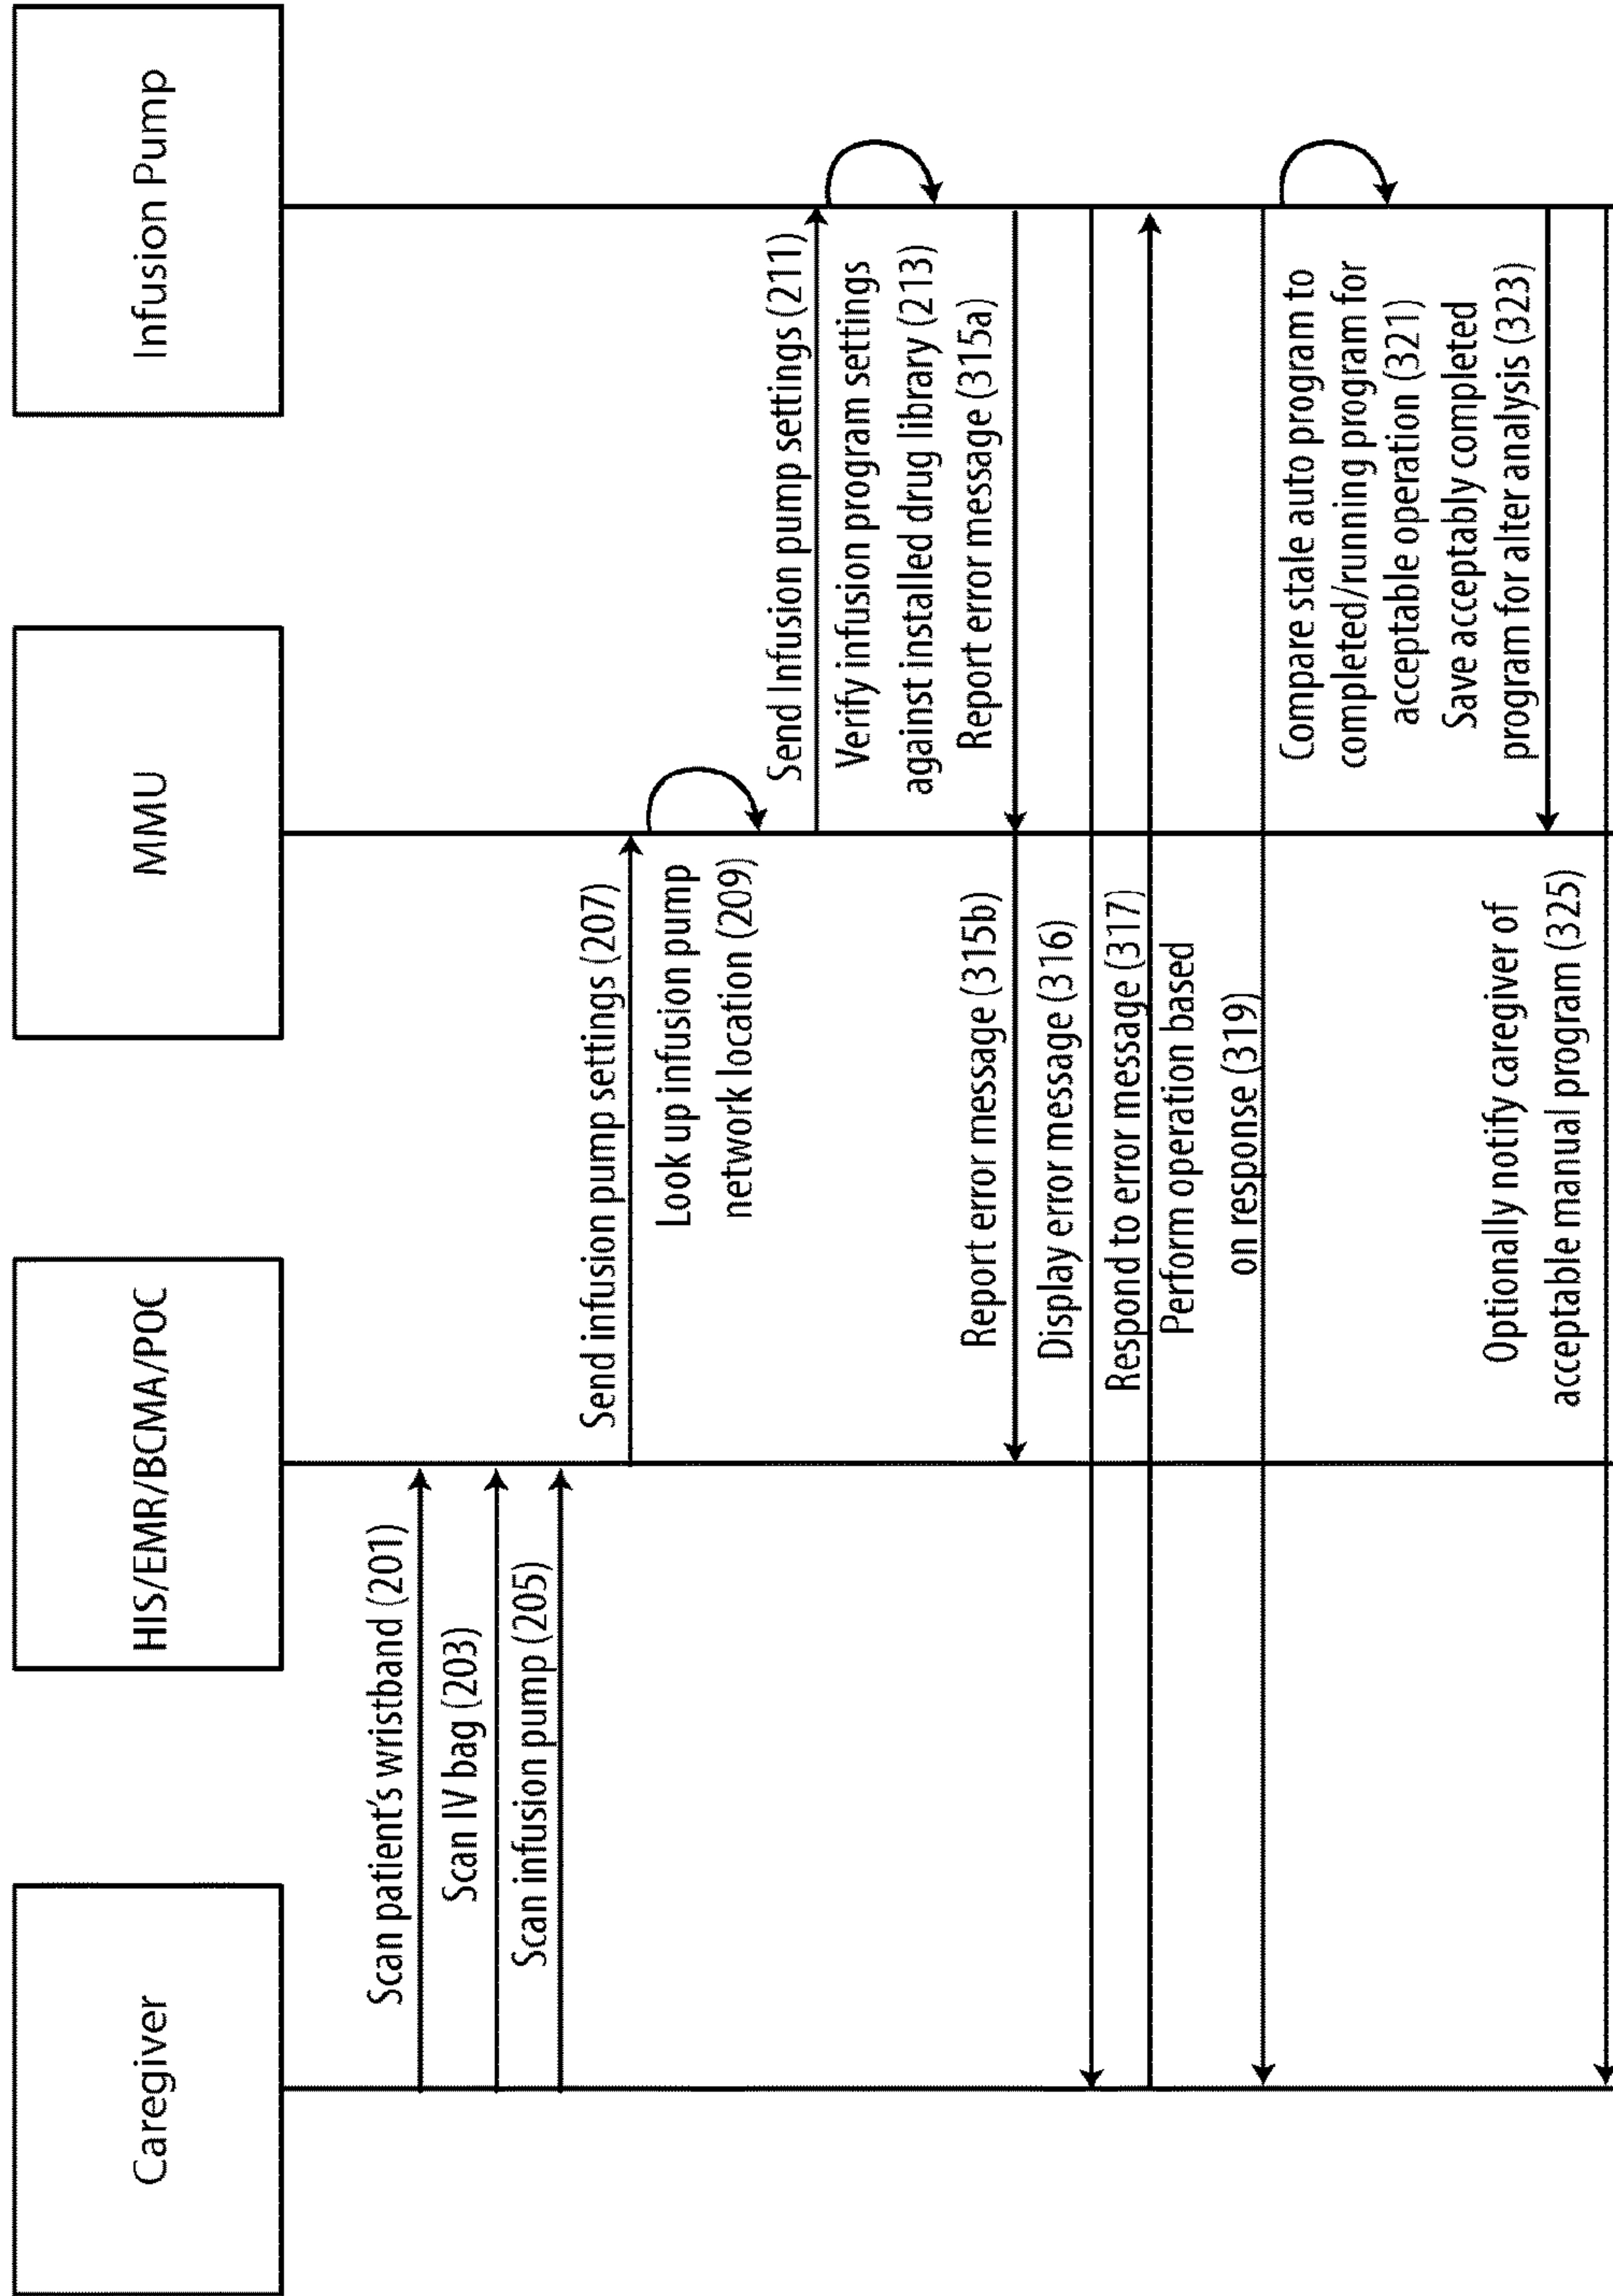 Caregiver
HIS/EMR/BCMA/POC
MMU
Infusion Pump
Scan patient's wristband (201)
Scan IV bag (203)
Scan infusion pump (205)
Send infusion pump settings (207)
Look up infusion pump
network location (209)
Send Infusion pump settings (211)
Verify infusion program settings
against installed drug library (213)
Report error message (315a)
Report error message (315b)
Display error message (316)
Respond to error message (317)
Perform operation based
on response (319)
Compare stale auto program to
completed/running program for
acceptable operation (321)
Save acceptably completed
program for alter analysis (323)
Optionally notify caregiver of
acceptable manual program (325)